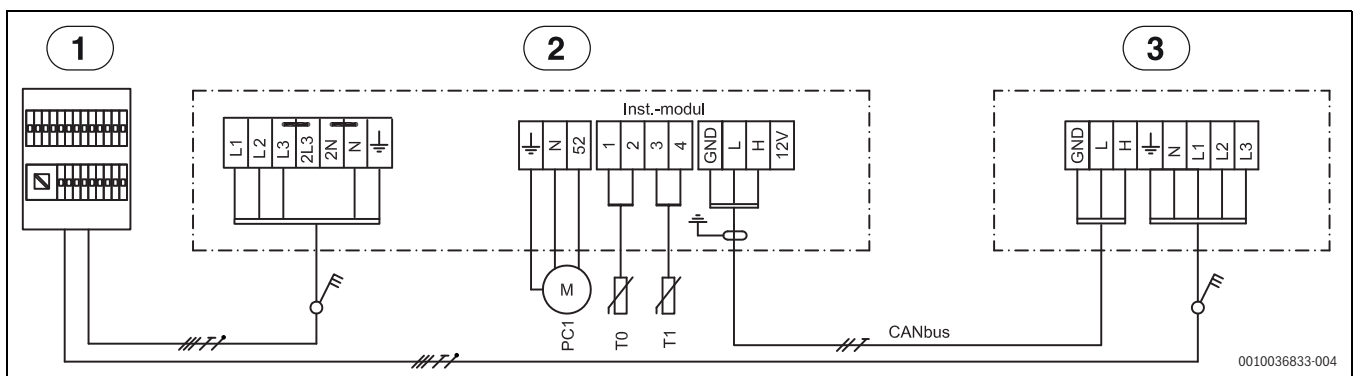 1
2
3
Inst.-modul
L1 L2 L3 2L3 2N N
N 52
1 2 3 4
GND L H 12V
GND L H N L1 L2 L3
M
PC1
T0
T1
CANbus
0010036833-004